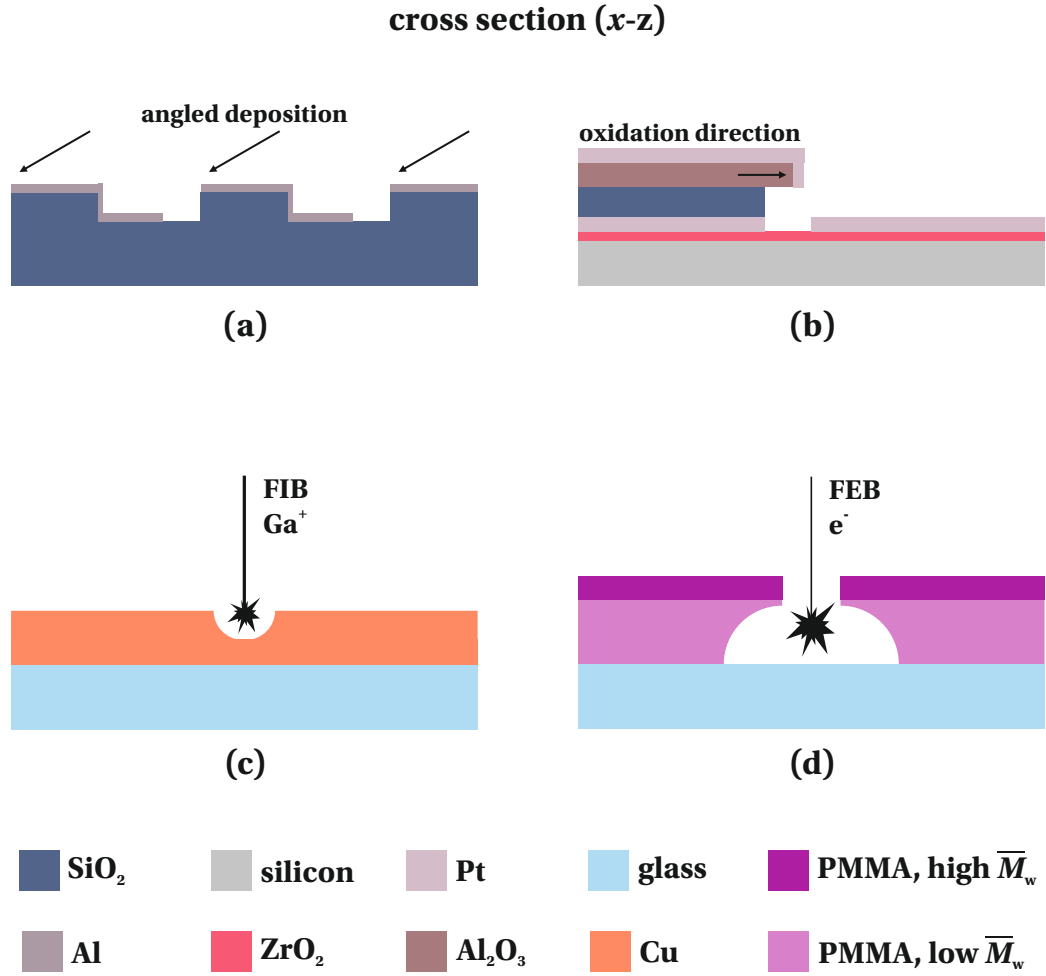 cross section (x-z)
angled deposition
oxidation direction
(a)
(b)
FIB
Ga⁺
FEB
e⁻
(c)
(d)
SiO₂
silicon
Pt
glass
PMMA, high M̅w
Al
ZrO₂
Al₂O₃
Cu
PMMA, low M̅w